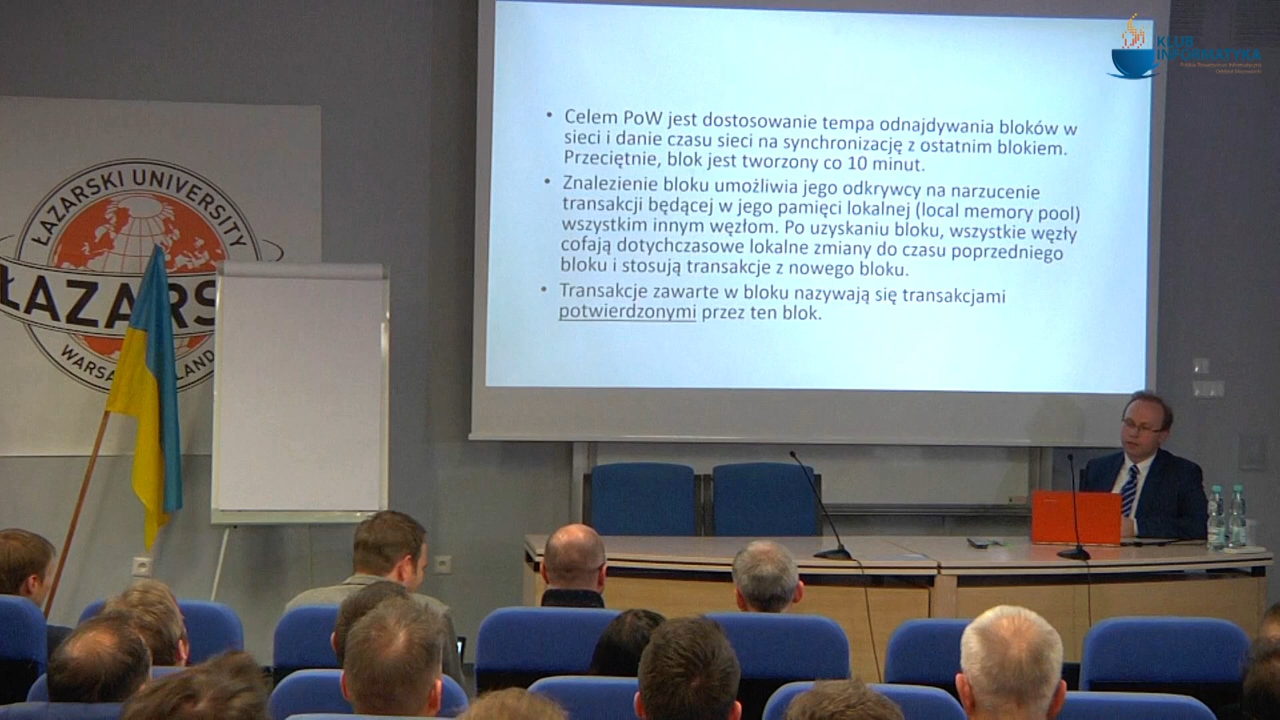 KLUB
INFORMATYKA
• Celem PoW jest dostosowanie tempa odnajdywania bloków w
sieci i danie czasu sieci na synchronizację z ostatnim blokiem.
Przeciętnie, blok jest tworzony co 10 minut.
• Znalezienie bloku umożliwia jego odkrywcy na narzucenie
transakcji będącej w jego pamięci lokalnej (local memory pool)
wszystkim innym węzłom. Po uzyskaniu bloku, wszystkie węzły
cofają dotychczasowe lokalne zmiany do czasu poprzedniego
bloku i stosują transakcje z nowego bloku.
• Transakcje zawarte w bloku nazywają się transakcjami
potwierdzonymi przez ten blok.
ŁAZARSKI UNIVERSITY
ŁAZARS
WARSA LAND